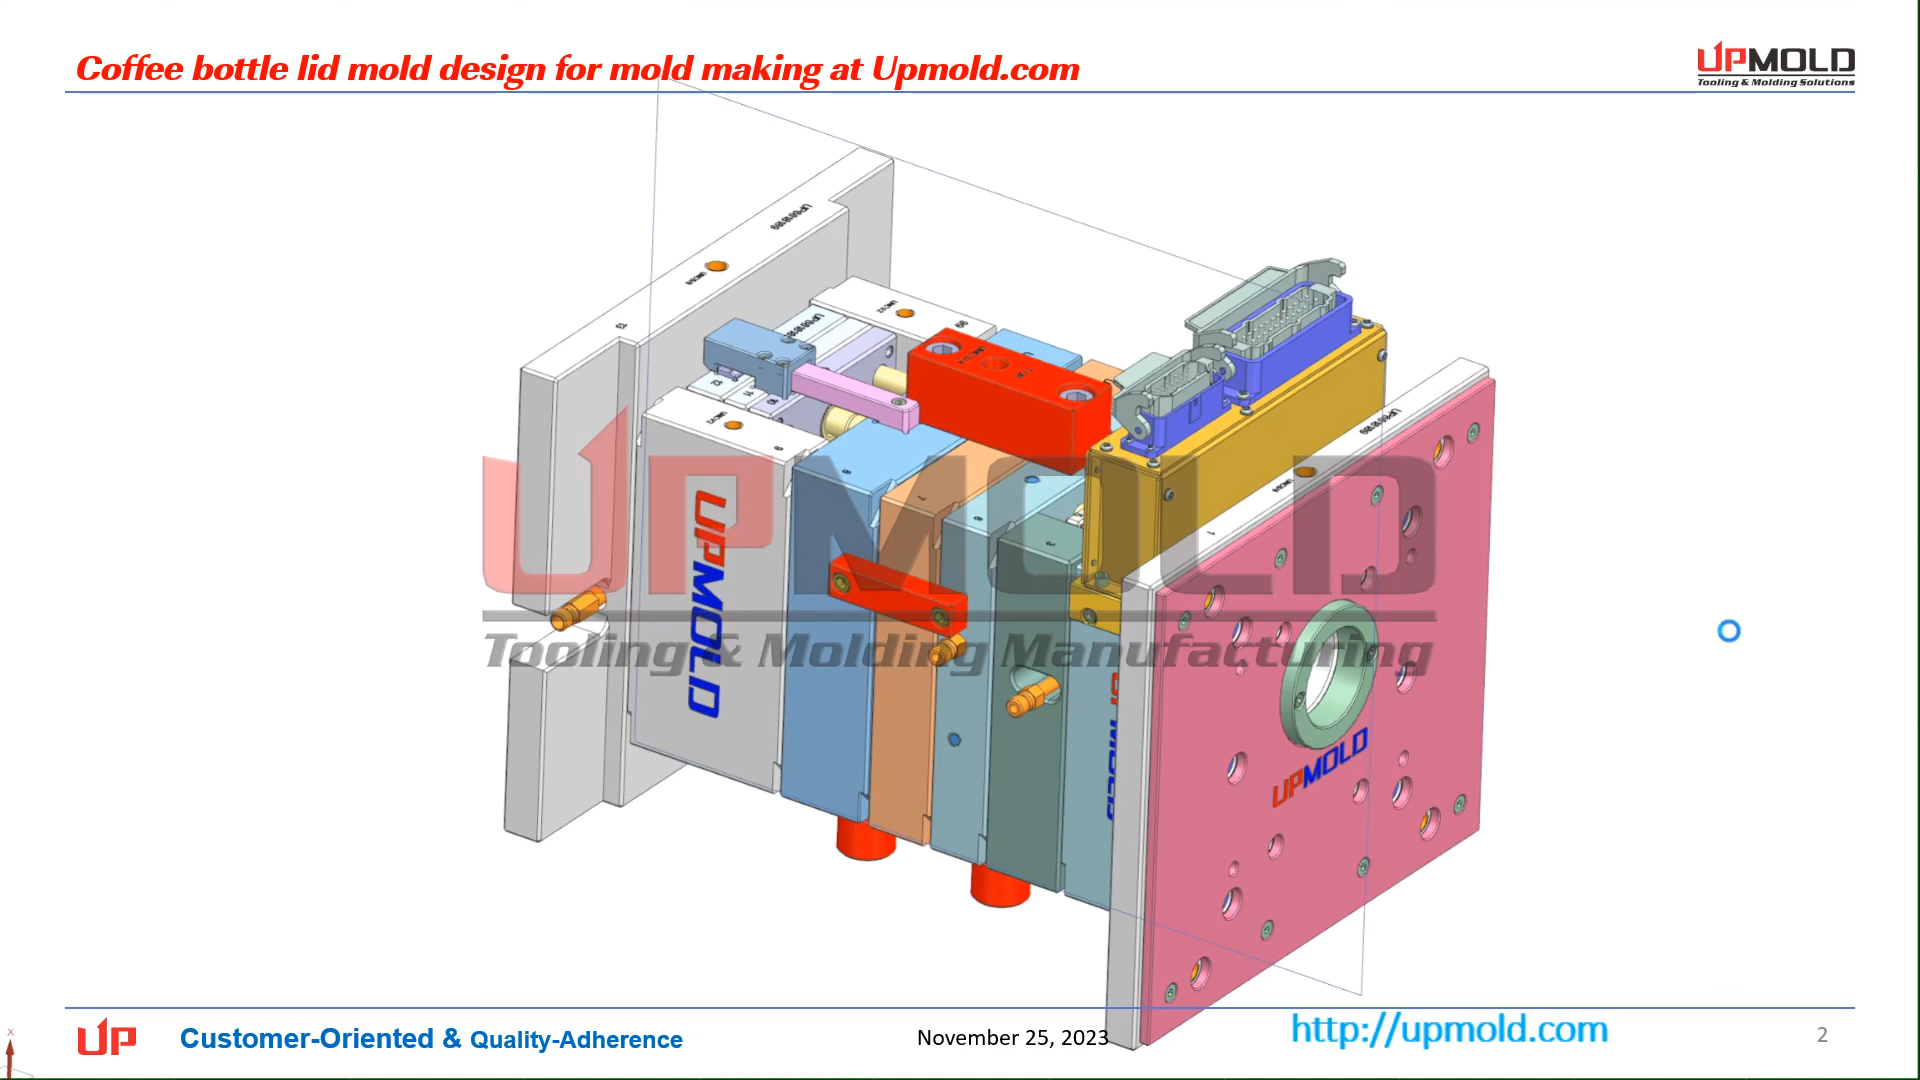 Coffee bottle lid mold design for mold making at Upmold.com
UPMOLD
Tooling & Molding Solutions
UPMOLD
UPMOLD
Tooling & Molding Manufacturing
UPMOLD
UPMOLD
UP
Customer-Oriented & Quality-Adherence
November 25, 2023
http://upmold.com
2
X